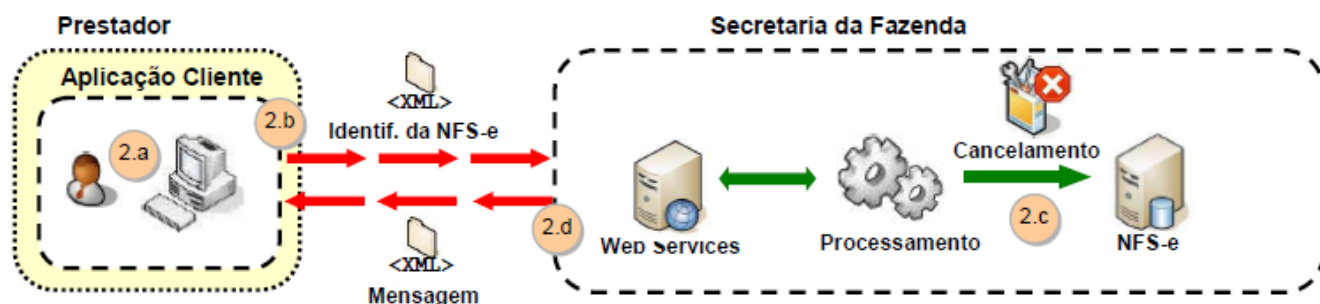 Prestador
Secretaria da Fazenda
Aplicação Cliente
<XML>
2.b
Identif. da NFS-e
2.a
Cancelamento
2.c
2.d
Web Services
Processamento
NFS-e
<XML>
Mensagem